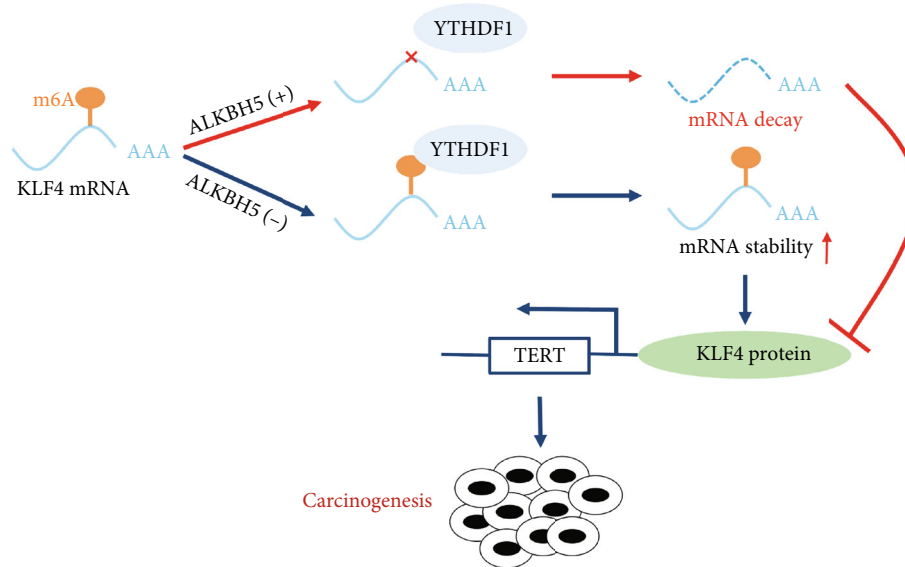 YTHDF1
m6A
AAA
KLF4 mRNA
ALKBH5 (+)
AAA
AAA
mRNA decay
ALKBH5 (–)
YTHDF1
AAA
AAA
mRNA stability
TERT
KLF4 protein
Carcinogenesis